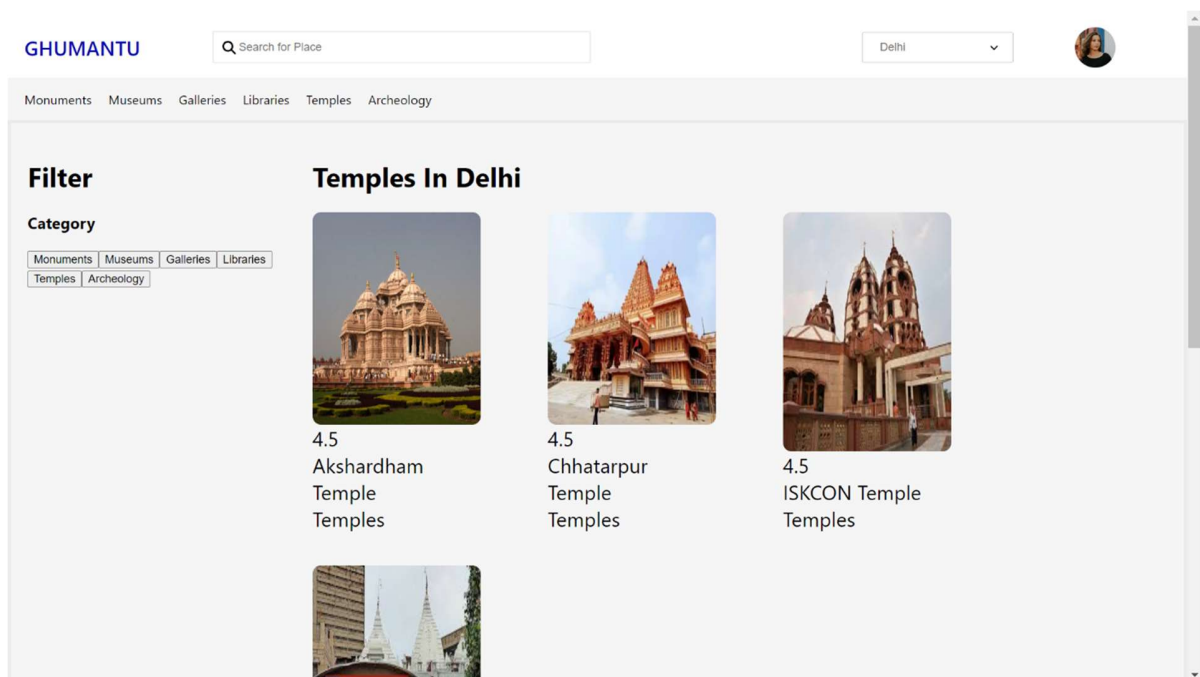 GHUMANTU
Search for Place
Delhi
Monuments Museums Galleries Libraries Temples Archeology
Filter
Category
Monuments Museums Galleries Libraries
Temples Archeology
Temples In Delhi
4.5
Akshardham
Temple
Temples
4.5
Chhatarpur
Temple
Temples
4.5
ISKCON Temple
Temples